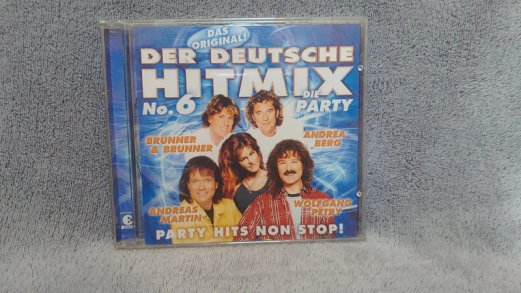 DAS
ORIGINAL!
DER DEUTSCHE
HITMIX
No.6
DIE
PARTY
BRUNNER
& BRUNNER
ANDREA
BERG
ANDREAS
MARTIN
WOLFGANG
PETRY
PARTY HITS NON STOP!